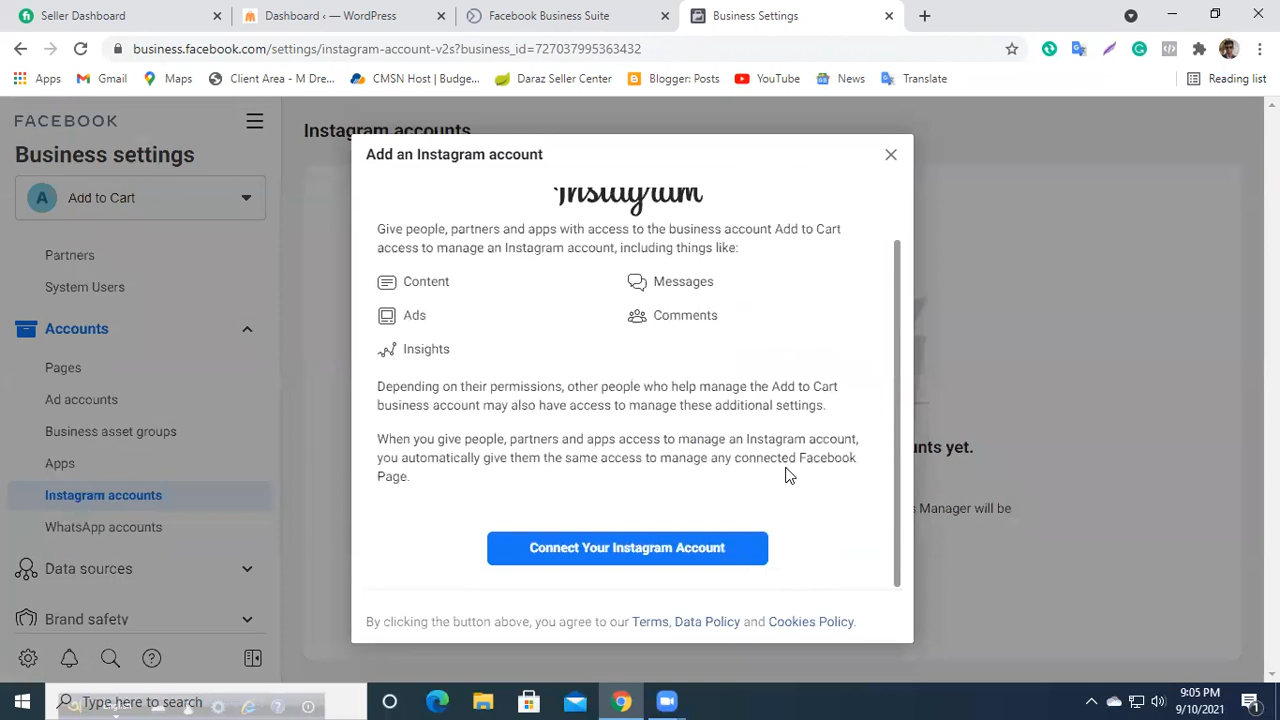 Seller Dashboard
Dashboard ‹ — WordPress
Facebook Business Suite
Business Settings
business.facebook.com/settings/instagram-account-v2s?business_id=727037995363432
Apps
Gmail
Maps
Client Area - M Dre...
CMSN Host | Budge...
Daraz Seller Center
Blogger: Posts
YouTube
News
Translate
Reading list
FACEBOOK
Business settings
A
Add to Cart
Partners
System Users
Accounts
Pages
Ad accounts
Business asset groups
Apps
Instagram accounts
WhatsApp accounts
Data sources
Brand safety
Instagram accounts
Add an Instagram account
Instagram
Give people, partners and apps with access to the business account Add to Cart
access to manage an Instagram account, including things like:
Content
Messages
Ads
Comments
Insights
Depending on their permissions, other people who help manage the Add to Cart
business account may also have access to manage these additional settings.
When you give people, partners and apps access to manage an Instagram account,
you automatically give them the same access to manage any connected Facebook
Page.
Connect Your Instagram Account
By clicking the button above, you agree to our Terms, Data Policy and Cookies Policy.
unts yet.
s Manager will be
Type here to search
9:05 PM
9/10/2021
1